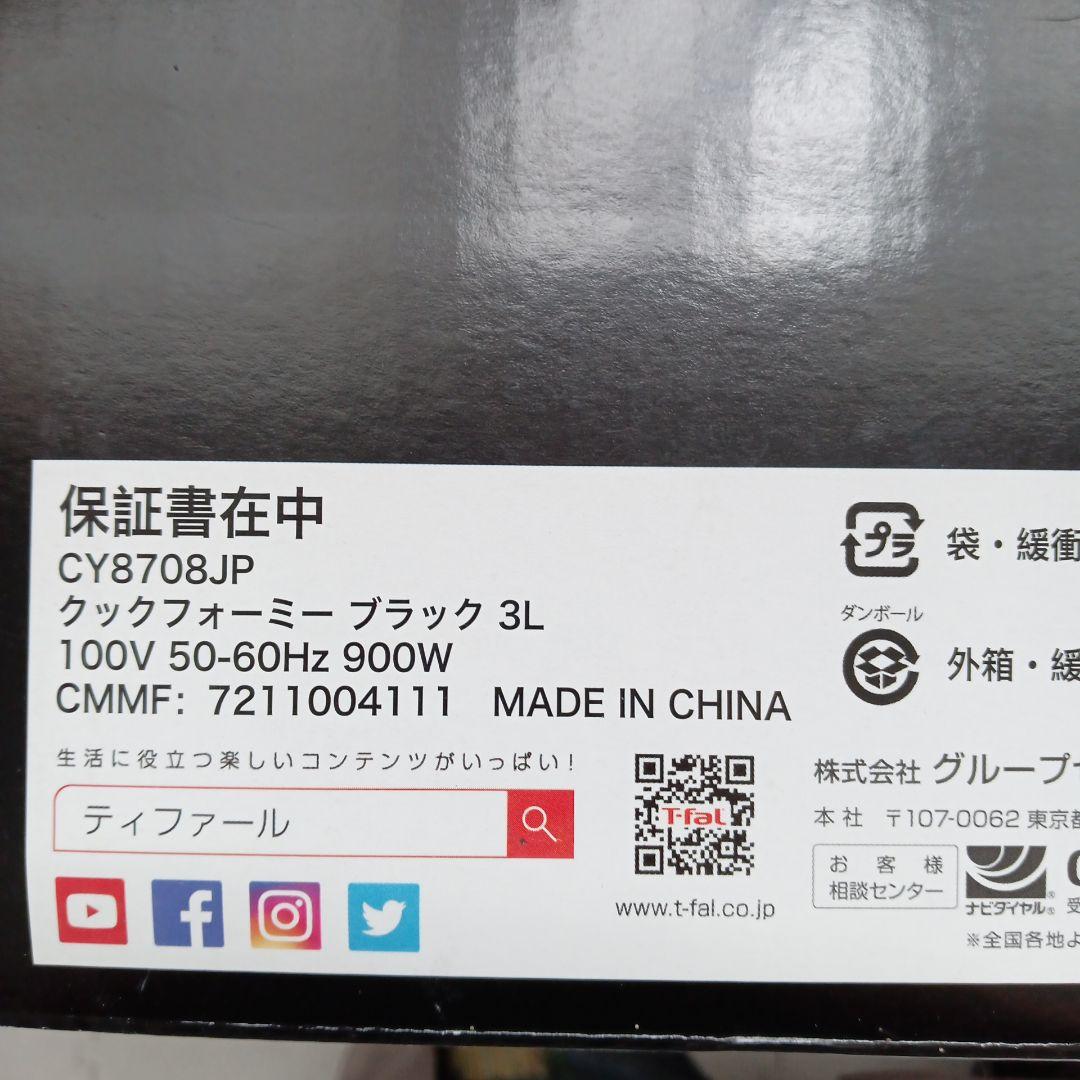 保証書在中
CY8708JP
クックフォーミー ブラック 3L
100V 50-60Hz 900W
CMMF: 7211004111 MADE IN CHINA
生活に役立つ楽しいコンテンツがいっぱい!
ティファール
T-fal
www.t-fal.co.jp
プラ
袋・緩衝
ダンボール
外箱・緩
株式会社 グループ
本社 〒107-0062 東京都
お客様
相談センター
ナビダイヤル®
受
※全国各地よ